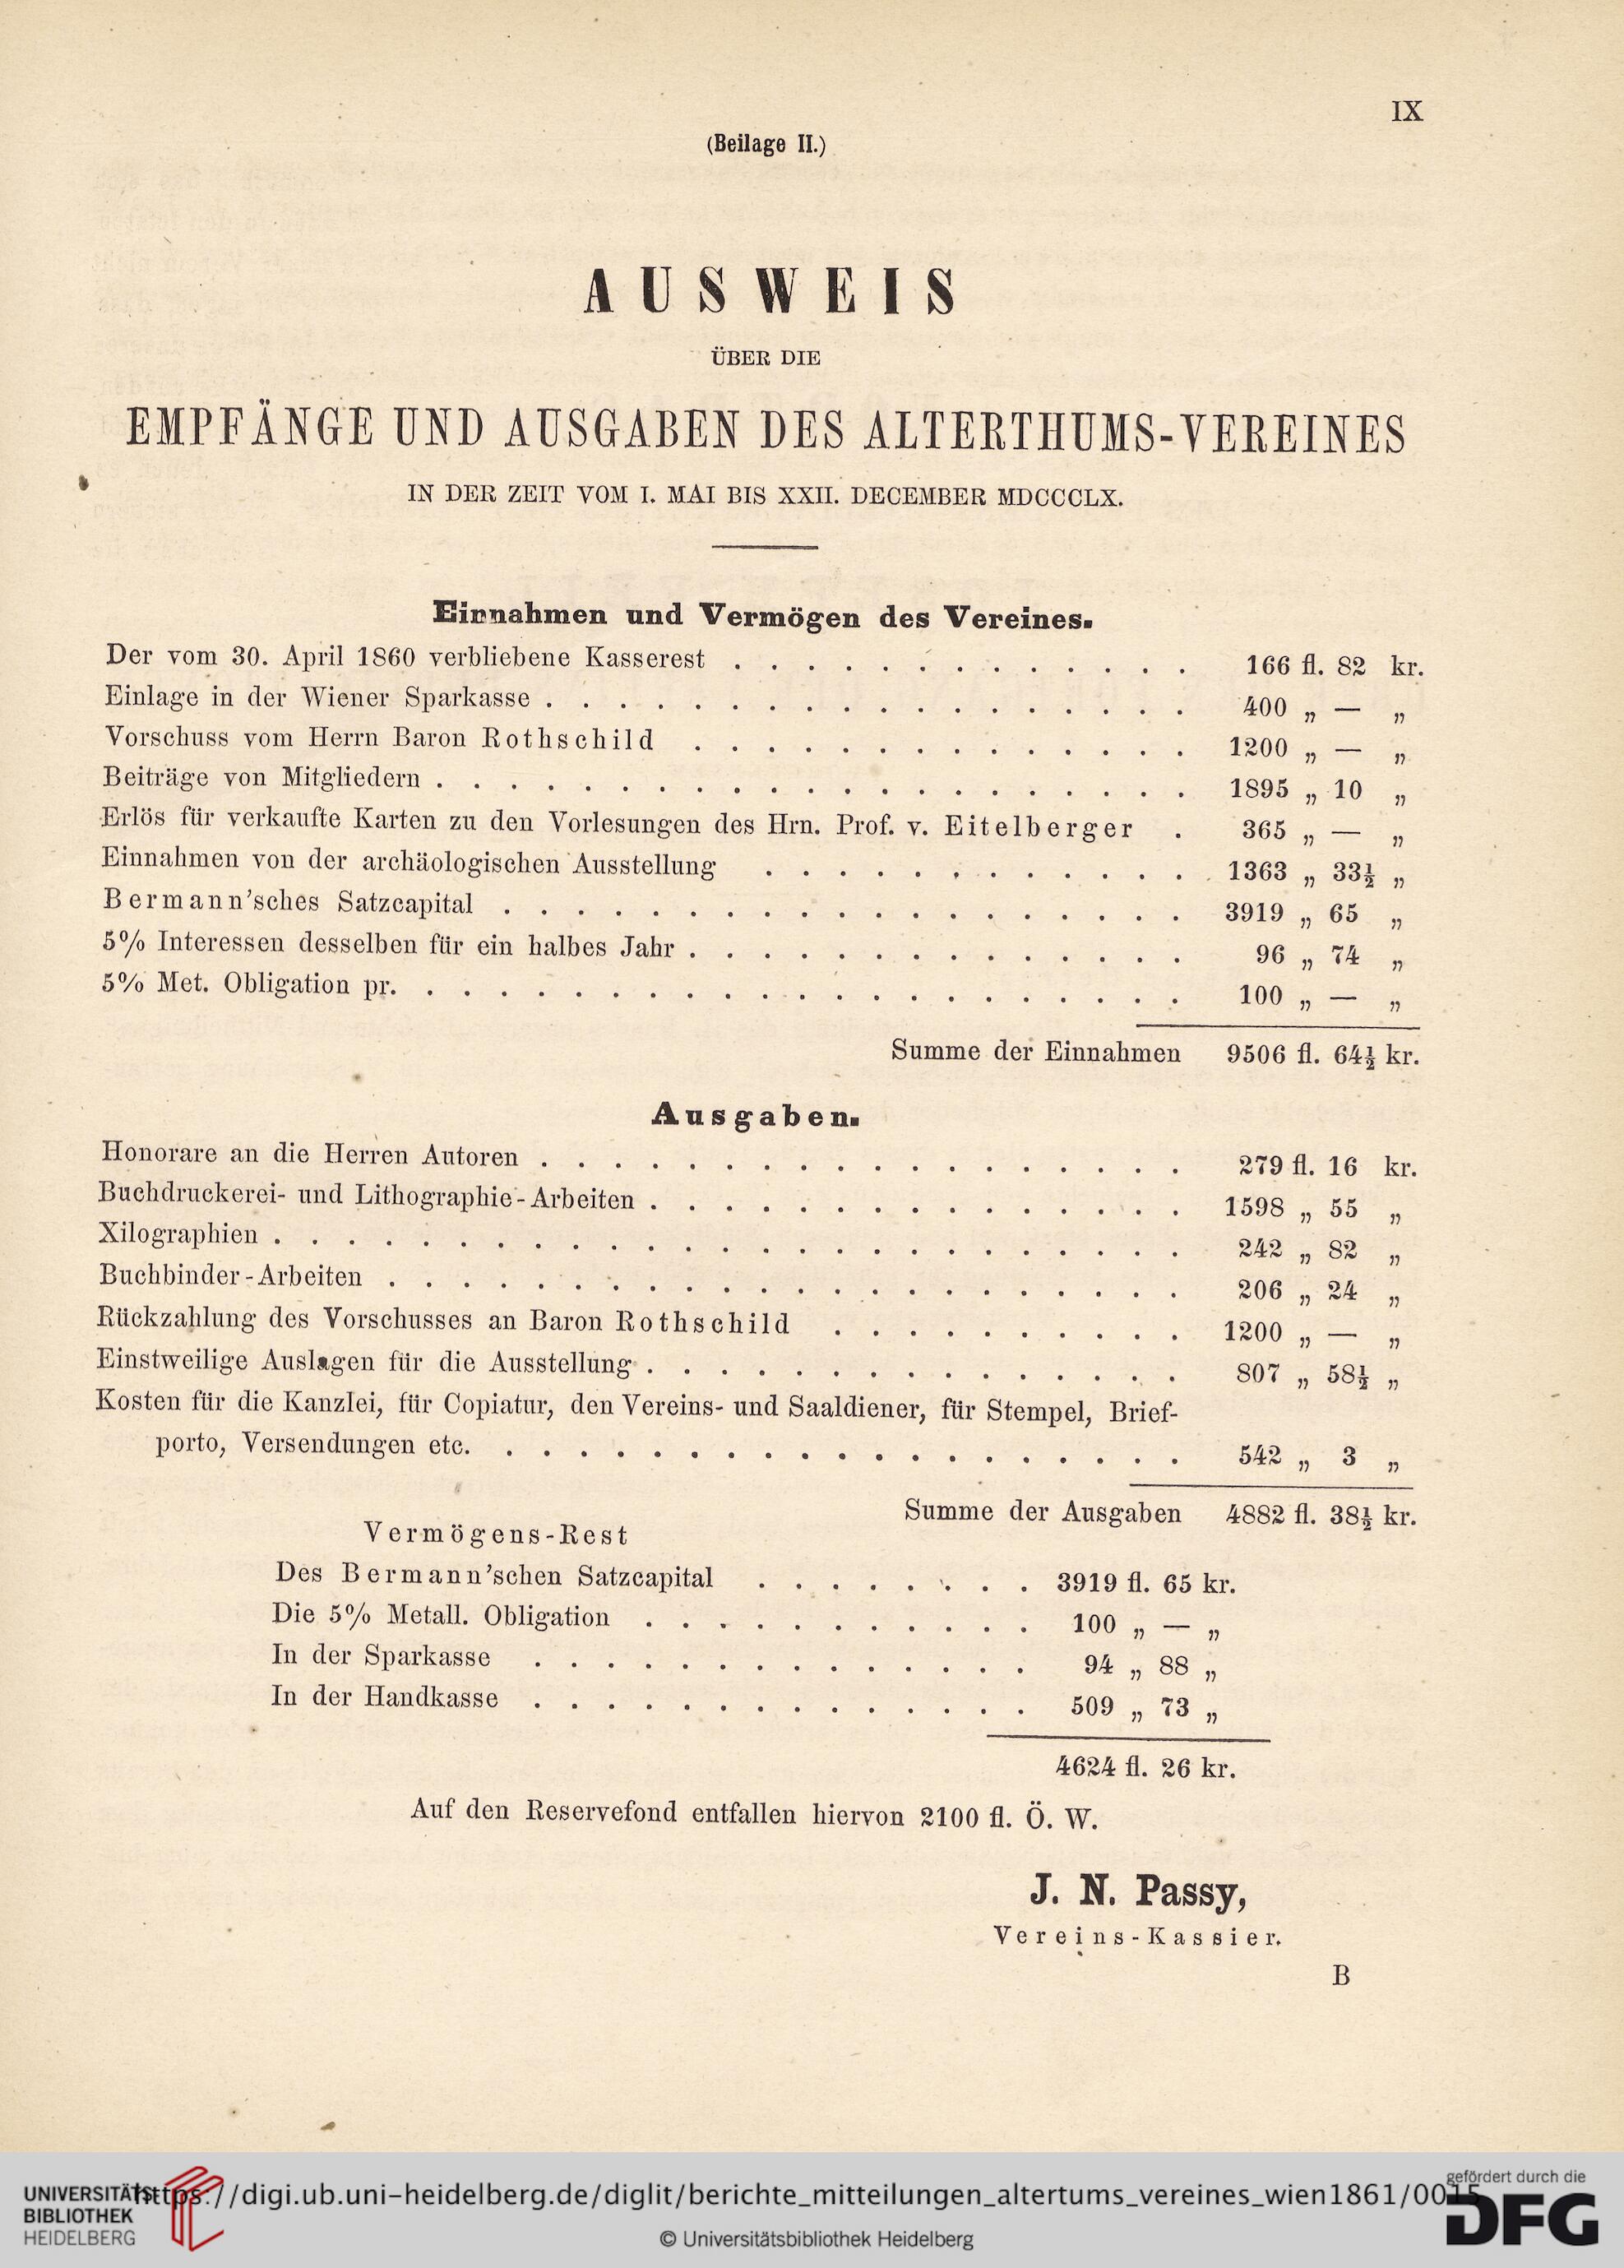 IX
(Beilage II.)
AUSWEIS
ÜBER DIE
EMPFÄNGE UND AUSGABEN DES ALTERTHUMS-VEREINES
IN DER ZEIT VOM I. MAI BIS XXII. DECEMBER MDCCCLX.
Einnahmen und Vermögen des Vereines.
Der vom 30. April 1860 verbliebene Kasserest . . . . . . . . . . . . . 166 fl. 82 kr.
Einlage in der Wiener Sparkasse . . . . . . . . . . . . . . . . . . 400 „ — „
Vorschuss vom Herrn Baron Rothschild . . . . . . . . . . . . . . 1200 „ — „
Beiträge von Mitgliedern . . . . . . . . . . . . . . . . . . . . . 1895 „ 10 „
Erlös für verkaufte Karten zu den Vorlesungen des Hrn. Prof. v. Eitelberger . 365 „ — „
Einnahmen von der archäologischen Ausstellung . . . . . . . . . . . . 1363 „ 33½ „
Bermann'sches Satzcapital . . . . . . . . . . . . . . . . . . . 3919 „ 65 „
5% Interessen desselben für ein halbes Jahr . . . . . . . . . . . . . . 96 „ 74 „
5% Met. Obligation pr. . . . . . . . . . . . . . . . . . . . . . 100 „ — „
Summe der Einnahmen 9506 fl. 64½ kr.
Ausgaben.
Honorare an die Herren Autoren . . . . . . . . . . . . . . . . . . 279 fl. 16 kr.
Buchdruckerei- und Lithographie-Arbeiten . . . . . . . . . . . . . . . 1598 „ 55 „
Xilographien . . . . . . . . . . . . . . . . . . . . . . . . . 242 „ 82 „
Buchbinder-Arbeiten . . . . . . . . . . . . . . . . . . . . . . 206 „ 24 „
Rückzahlung des Vorschusses an Baron Rothschild . . . . . . . . . . 1200 „ — „
Einstweilige Auslagen für die Ausstellung . . . . . . . . . . . . . . . 807 „ 58½ „
Kosten für die Kanzlei, für Copiatur, den Vereins- und Saaldiener, für Stempel, Brief-
porto, Versendungen etc. . . . . . . . . . . . . . . . . . . . 542 „ 3 „
Summe der Ausgaben 4882 fl. 38½ kr.
Vermögens-Rest
Des Bermann'schen Satzcapital . . . . . . . . 3919 fl. 65 kr.
Die 5% Metall. Obligation . . . . . . . . . . . 100 „ — „
In der Sparkasse . . . . . . . . . . . . . . 94 „ 88 „
In der Handkasse . . . . . . . . . . . . . . 509 „ 73 „
4624 fl. 26 kr.
Auf den Reservefond entfallen hiervon 2100 fl. Ö. W.
J. N. Passy,
Vereins-Kassier.
B
UNIVERSITÄTS-
BIBLIOTHEK
HEIDELBERG
https://digi.ub.uni-heidelberg.de/diglit/berichte_mitteilungen_altertums_vereines_wien1861/0015
© Universitätsbibliothek Heidelberg
gefördert durch die
DFG